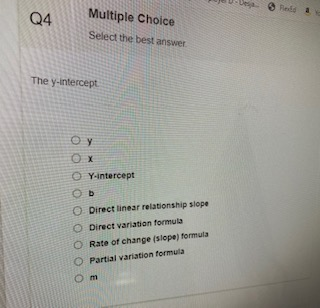 FlexEd
Q4
Multiple Choice
Select the best answer
The y-intercept.
y
x
Y-intercept
b
Direct linear relationship slope
Direct variation formula
Rate of change (slope) formula
Partial variation formula
m